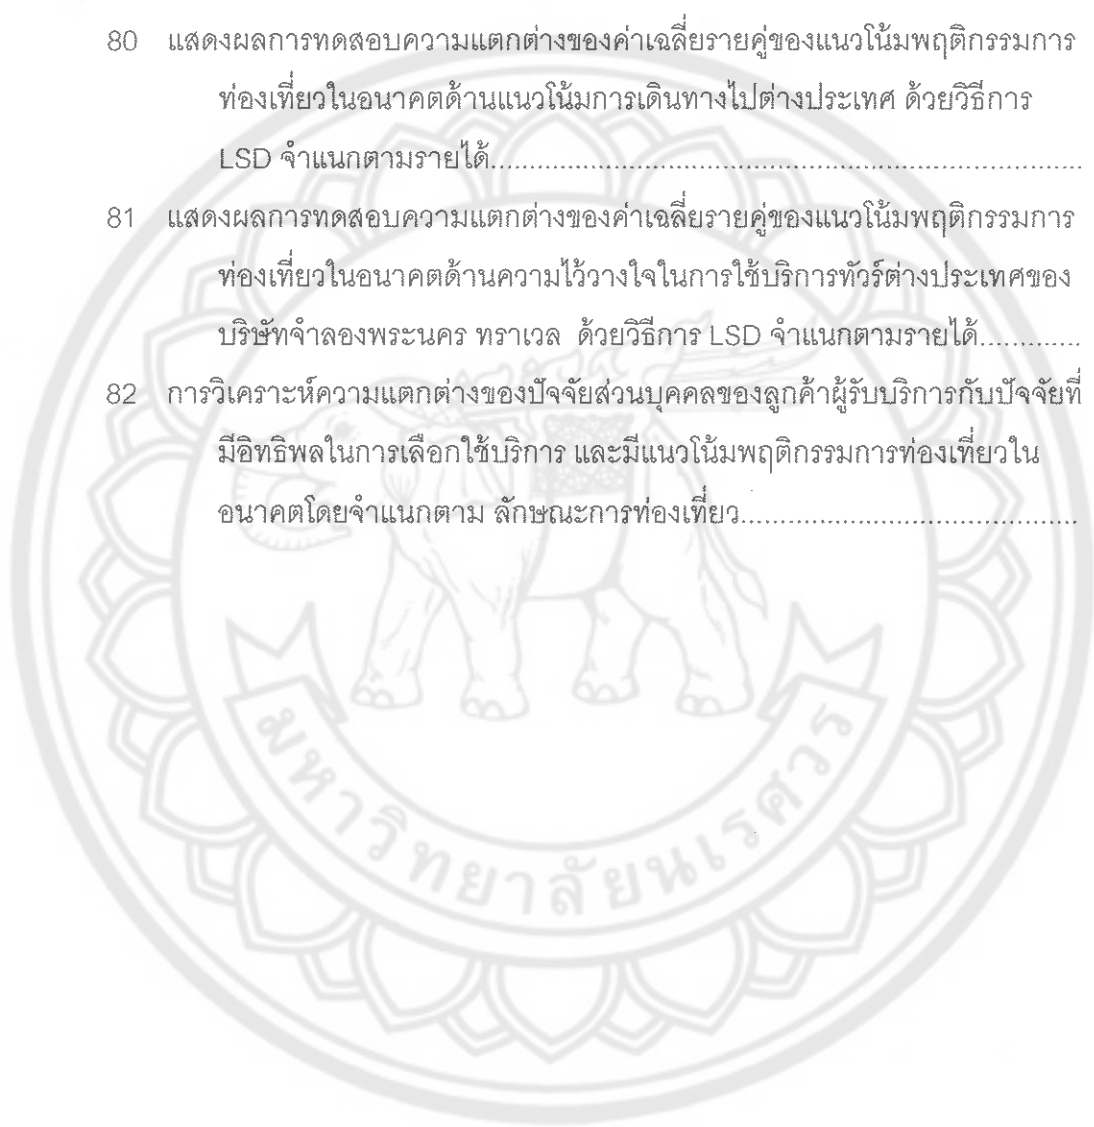 80 แสดงผลการทดสอบความแตกต่างของค่าเฉลี่ยรายคู่ของแนวโน้มพฤติกรรมการ
ท่องเที่ยวในอนาคตด้านแนวโน้มการเดินทางไปต่างประเทศ ด้วยวิธีการ
LSD จำแนกตามรายได้......................................................................
81 แสดงผลการทดสอบความแตกต่างของค่าเฉลี่ยรายคู่ของแนวโน้มพฤติกรรมการ
ท่องเที่ยวในอนาคตด้านความไว้วางใจในการใช้บริการทัวร์ต่างประเทศของ
บริษัทจำลองพระนคร ทราเวล ด้วยวิธีการ LSD จำแนกตามรายได้.............
82 การวิเคราะห์ความแตกต่างของปัจจัยส่วนบุคคลของลูกค้าผู้รับบริการกับปัจจัยที่
มีอิทธิพลในการเลือกใช้บริการ และมีแนวโน้มพฤติกรรมการท่องเที่ยวใน
อนาคตโดยจำแนกตาม ลักษณะการท่องเที่ยว........................................
มหาวิทยาลัยนเรศวร